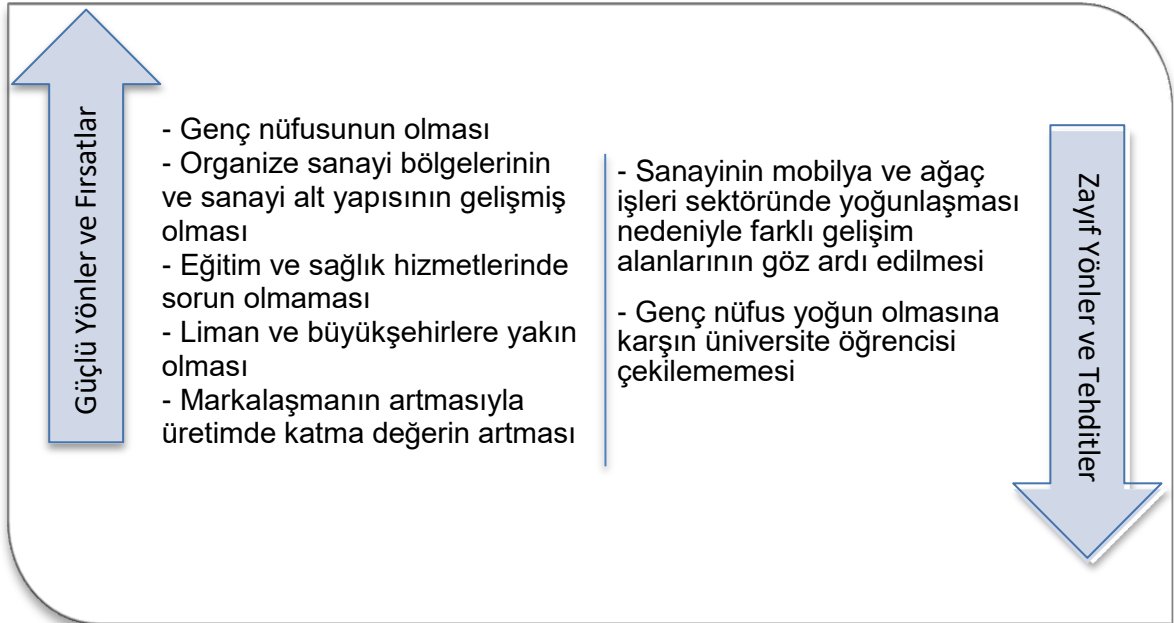 Güçlü Yönler ve Fırsatlar
- Genç nüfusunun olması
- Organize sanayi bölgelerinin
ve sanayi alt yapısının gelişmiş
olması
- Eğitim ve sağlık hizmetlerinde
sorun olmaması
- Liman ve büyükşehirlere yakın
olması
- Markalaşmanın artmasıyla
üretimde katma değerin artması
- Sanayinin mobilya ve ağaç
işleri sektöründe yoğunlaşması
nedeniyle farklı gelişim
alanlarının göz ardı edilmesi
- Genç nüfus yoğun olmasına
karşın üniversite öğrencisi
çekilememesi
Zayıf Yönler ve Tehditler